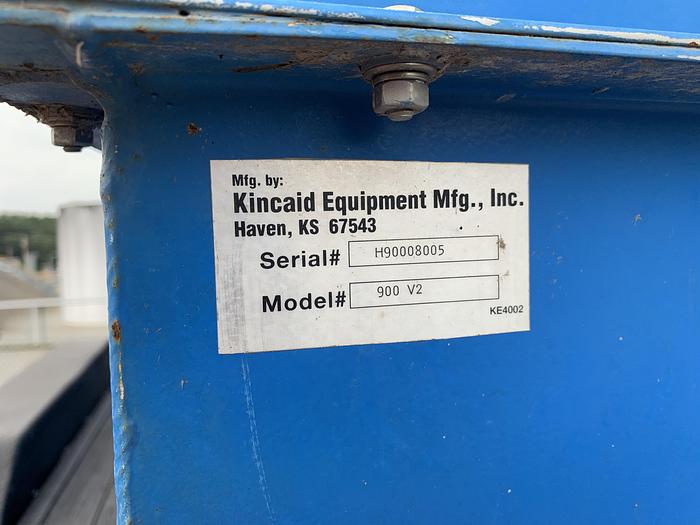 Mfg. by:
Kincaid Equipment Mfg., Inc.
Haven, KS 67543
Serial# H90008005
Model# 900 V2
KE4002